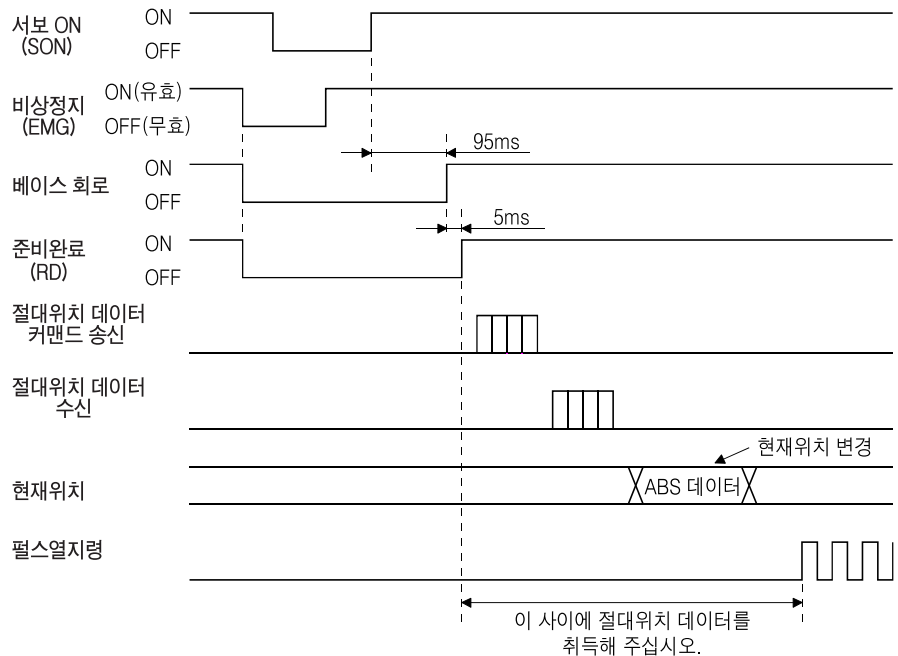 서보 ON
(SON)
ON
OFF
비상정지
(EMG)
ON(유효)
OFF(무효)
95ms
베이스 회로
ON
OFF
5ms
준비완료
(RD)
ON
OFF
절대위치 데이터
커맨드 송신
절대위치 데이터
수신
현재위치 변경
현재위치
ABS 데이터
펄스열지령
이 사이에 절대위치 데이터를
취득해 주십시오.